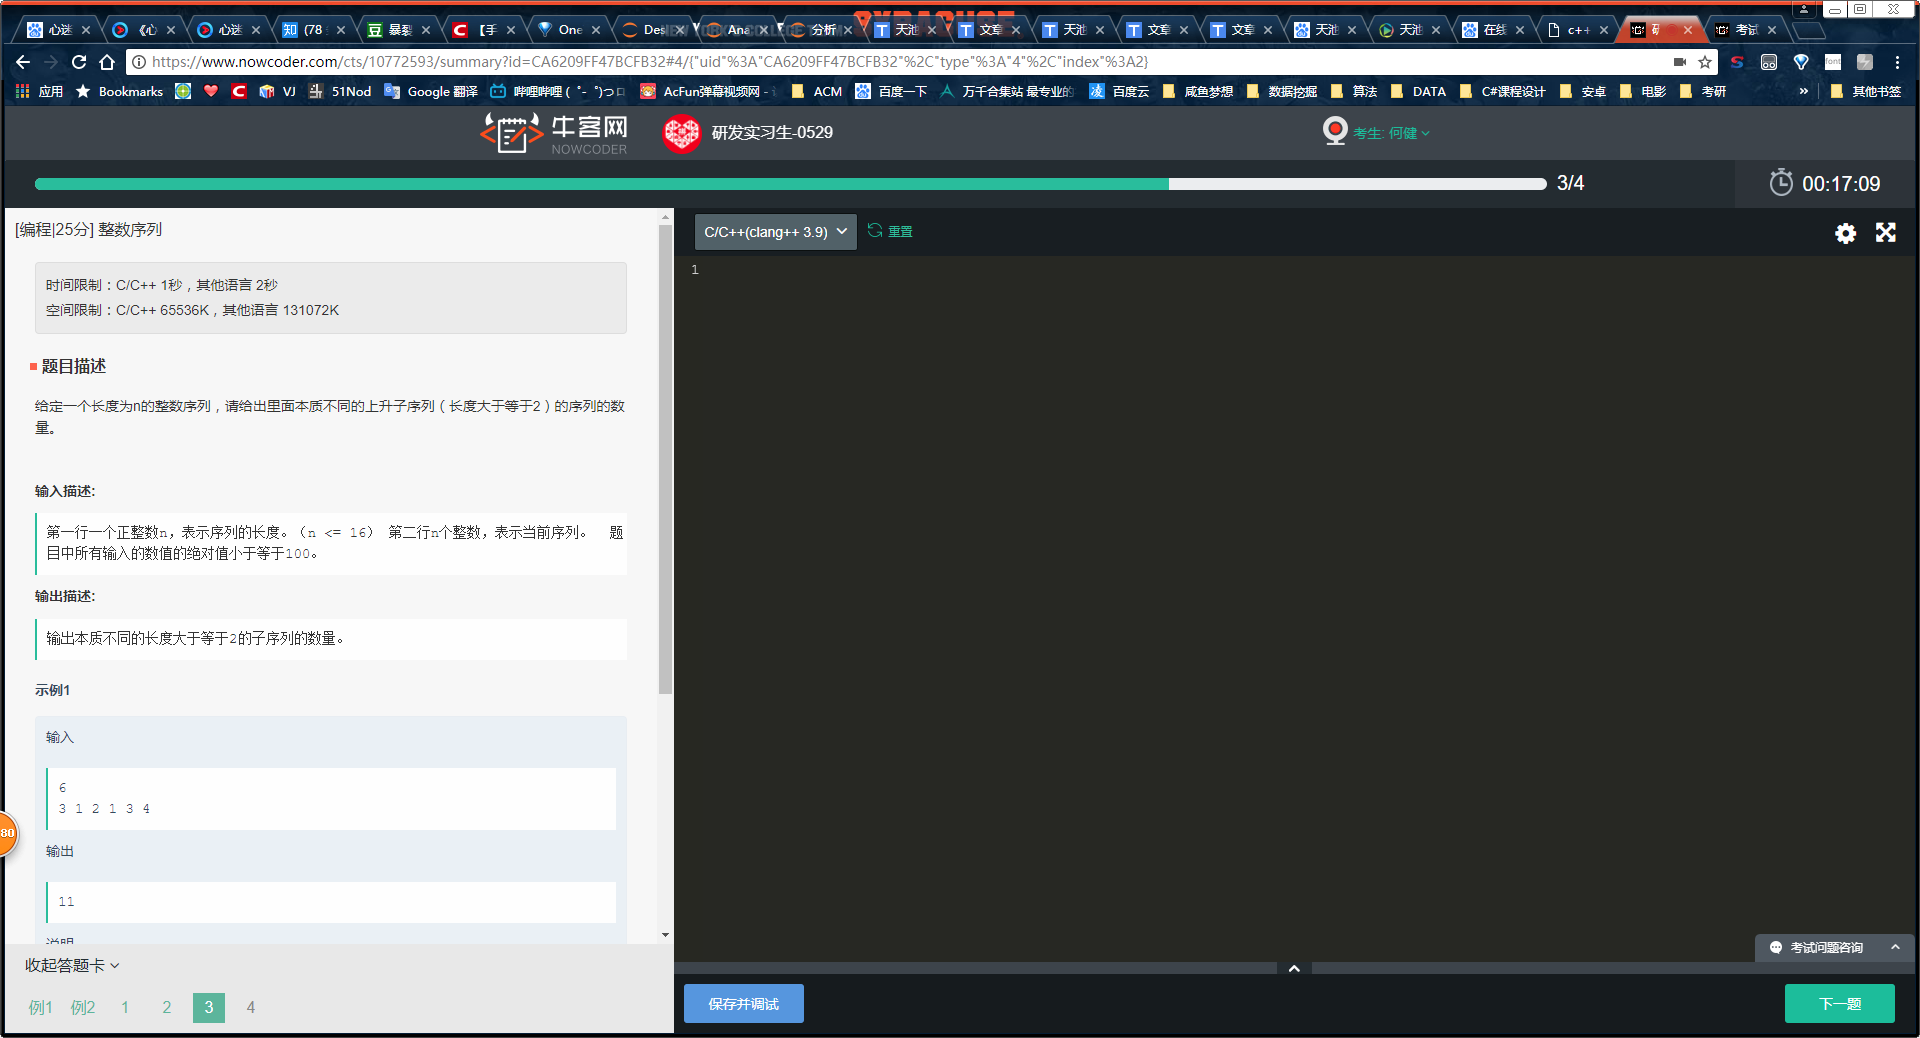 心迷
《心
心迷
(78
暴裂
【手
One
Des
Ana
分析
天池
文章
天池
文章
文章
天池
天池
在线
c++
研
考试
https://www.nowcoder.com/cts/10772593/summary?id=CA6209FF47BCFB32#4/{"uid"%3A"CA6209FF47BCFB32"%2C"type"%3A"4"%2C"index"%3A2}
应用 Bookmarks VJ 51Nod Google 翻译 哔哩哔哩 ( ゜- ゜)つロ AcFun弹幕视频网 - ACM 百度一下 万千合集站 最专业的 百度云 咸鱼梦想 数据挖掘 算法 DATA C#课程设计 安卓 电影 考研 » 其他书签
牛客网
NOWCODER
研发实习生-0529
考生: 何健
3/4
00:17:09
[编程|25分] 整数序列
时间限制：C/C++ 1秒，其他语言 2秒
空间限制：C/C++ 65536K，其他语言 131072K
题目描述
给定一个长度为n的整数序列，请给出里面本质不同的上升子序列（长度大于等于2）的序列的数
量。
输入描述:
第一行一个正整数n，表示序列的长度。（n <= 16） 第二行n个整数，表示当前序列。 题
目中所有输入的数值的绝对值小于等于100。
输出描述:
输出本质不同的长度大于等于2的子序列的数量。
示例1
输入
6
3 1 2 1 3 4
输出
11
说明
收起答题卡
例1 例2 1 2 3 4
C/C++(clang++ 3.9)
重置
1
考试问题咨询
保存并调试
下一题
80